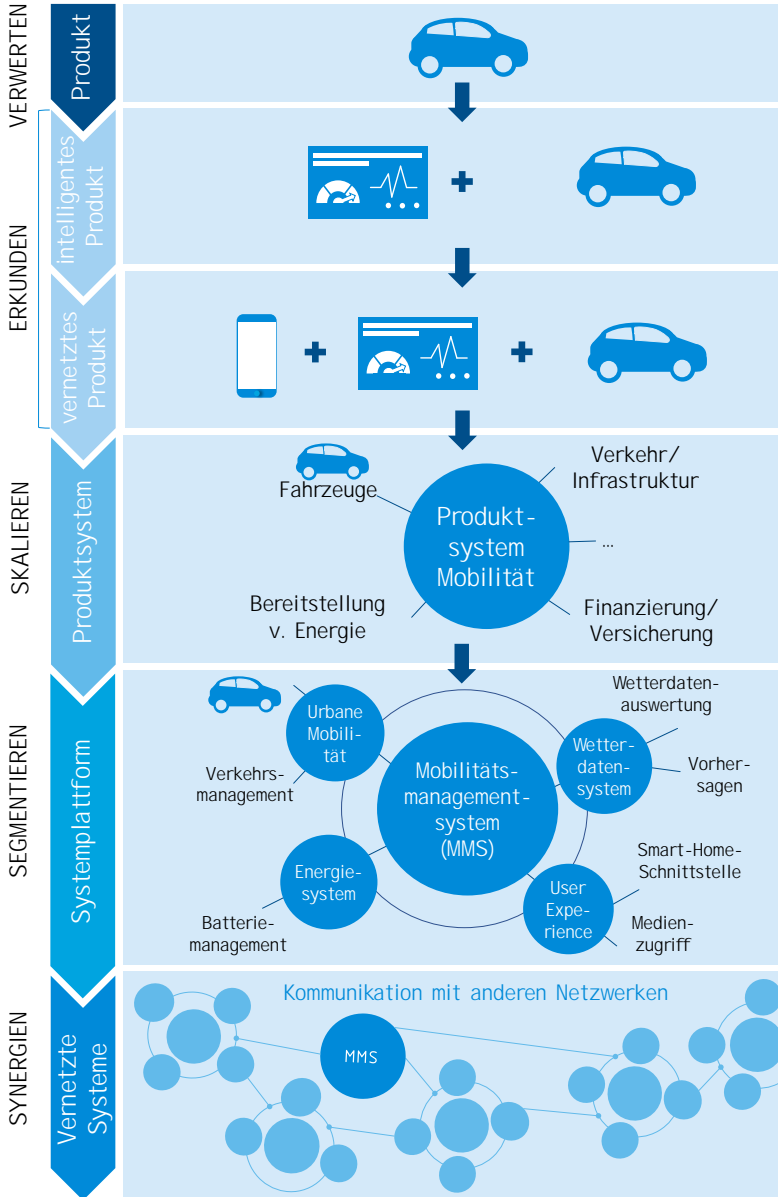 VERWERTEN
Produkt
ERKUNDEN
intelligentes
Produkt
vernetztes
Produkt
SKALIEREN
Produktsystem
Fahrzeuge
Verkehr/
Infrastruktur
Produkt-
system
Mobilität
...
Bereitstellung
v. Energie
Finanzierung/
Versicherung
SEGMENTIEREN
Systemplattform
Urbane
Mobili-
tät
Verkehrs-
management
Mobilitäts-
management-
system
(MMS)
Wetter-
daten-
system
Wetterdaten-
auswertung
Vorher-
sagen
Energie-
system
Batterie-
management
User
Expe-
rience
Smart-Home-
Schnittstelle
Medien-
zugriff
SYNERGIEN
Vernetzte
Systeme
Kommunikation mit anderen Netzwerken
MMS